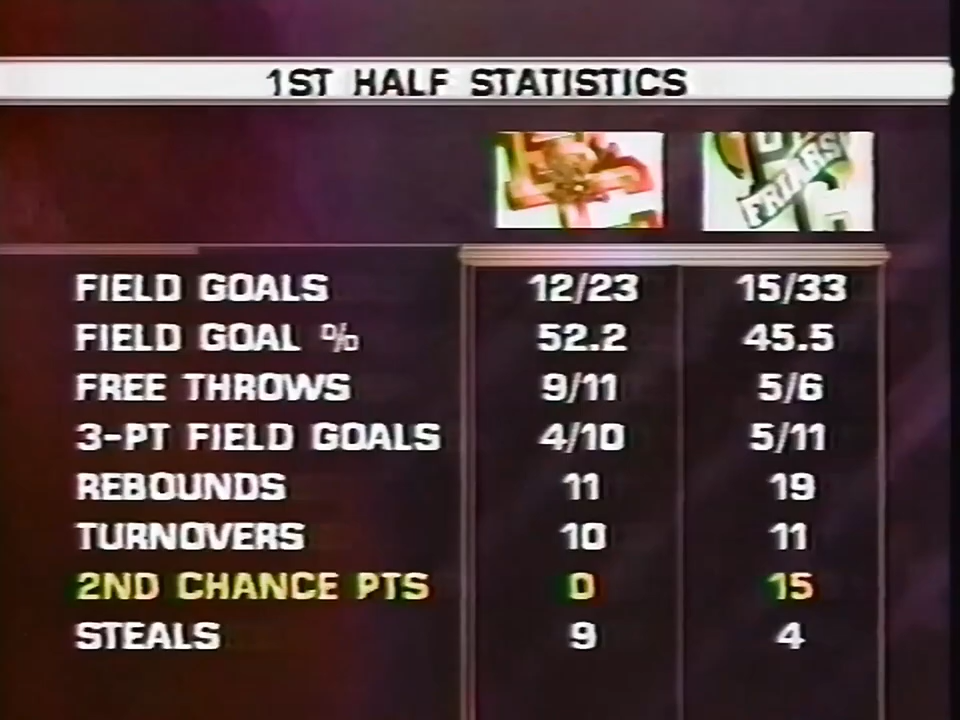 1ST HALF STATISTICS
FRIARS
FIELD GOALS 12/23 15/33
FIELD GOAL % 52.2 45.5
FREE THROWS 9/11 5/6
3-PT FIELD GOALS 4/10 5/11
REBOUNDS 11 19
TURNOVERS 10 11
2ND CHANCE PTS 0 15
STEALS 9 4